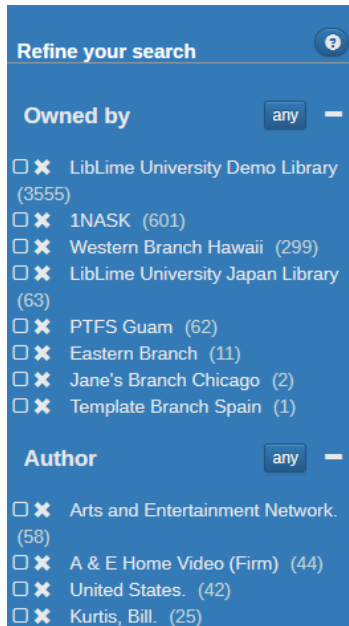 Refine your search
?
Owned by
any
LibLime University Demo Library
(3555)
1NASK (601)
Western Branch Hawaii (299)
LibLime University Japan Library
(63)
PTFS Guam (62)
Eastern Branch (11)
Jane's Branch Chicago (2)
Template Branch Spain (1)
Author
any
Arts and Entertainment Network.
(58)
A & E Home Video (Firm) (44)
United States. (42)
Kurtis, Bill. (25)